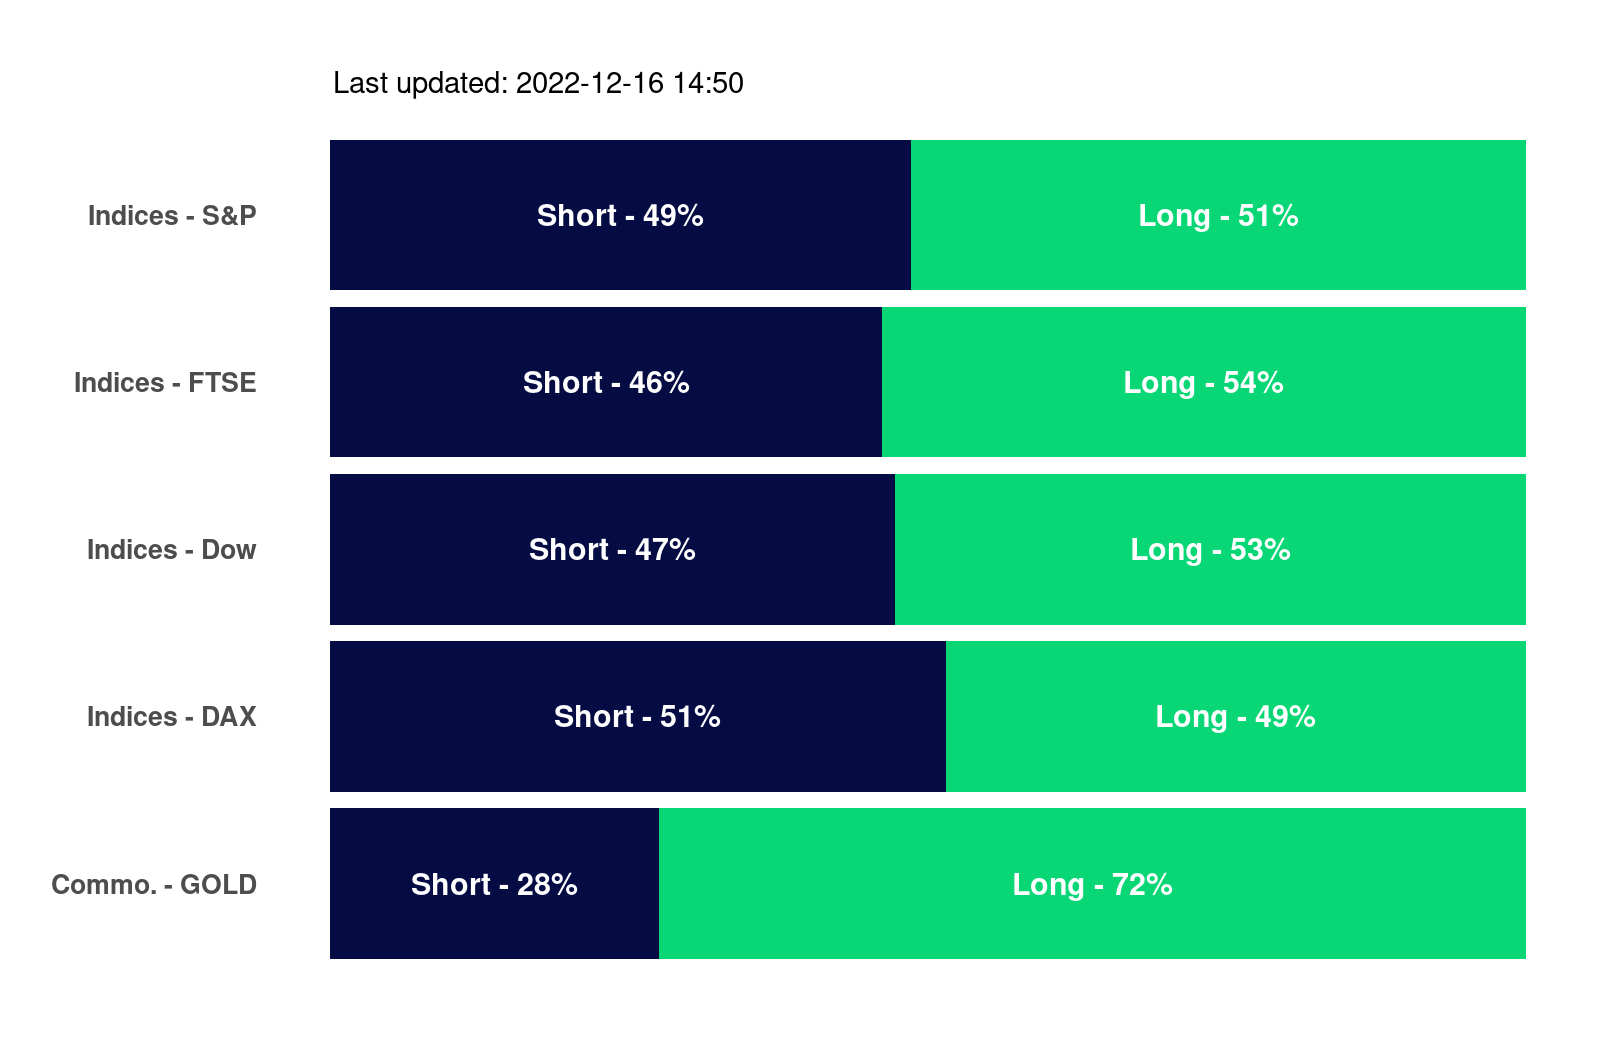 Last updated: 2022-12-16 14:50
Indices - S&P Short - 49% Long - 51%
Indices - FTSE Short - 46% Long - 54%
Indices - Dow Short - 47% Long - 53%
Indices - DAX Short - 51% Long - 49%
Commo. - GOLD Short - 28% Long - 72%